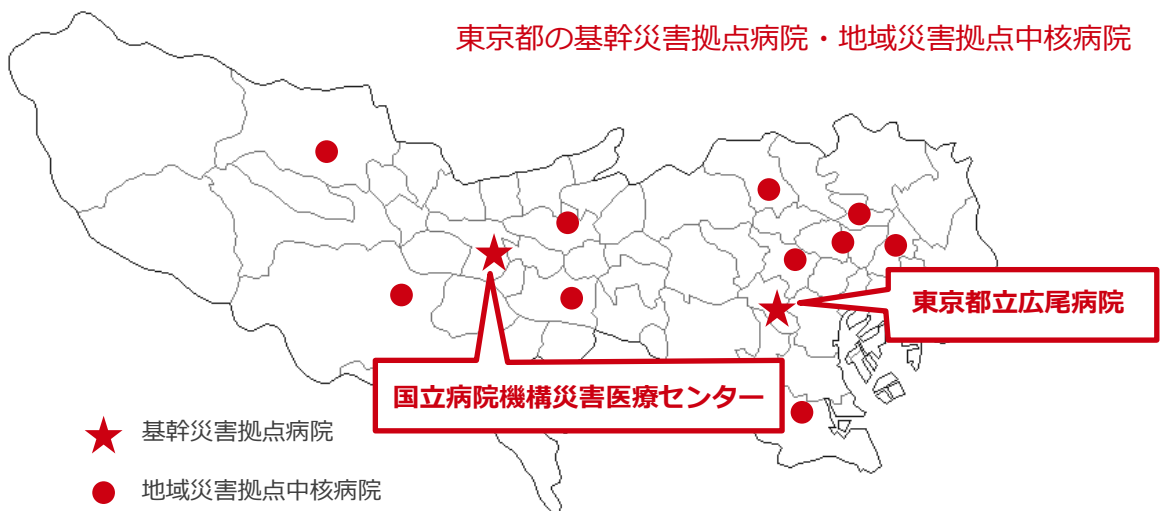 東京都の基幹災害拠点病院・地域災害拠点中核病院
東京都立広尾病院
国立病院機構災害医療センター
基幹災害拠点病院
地域災害拠点中核病院